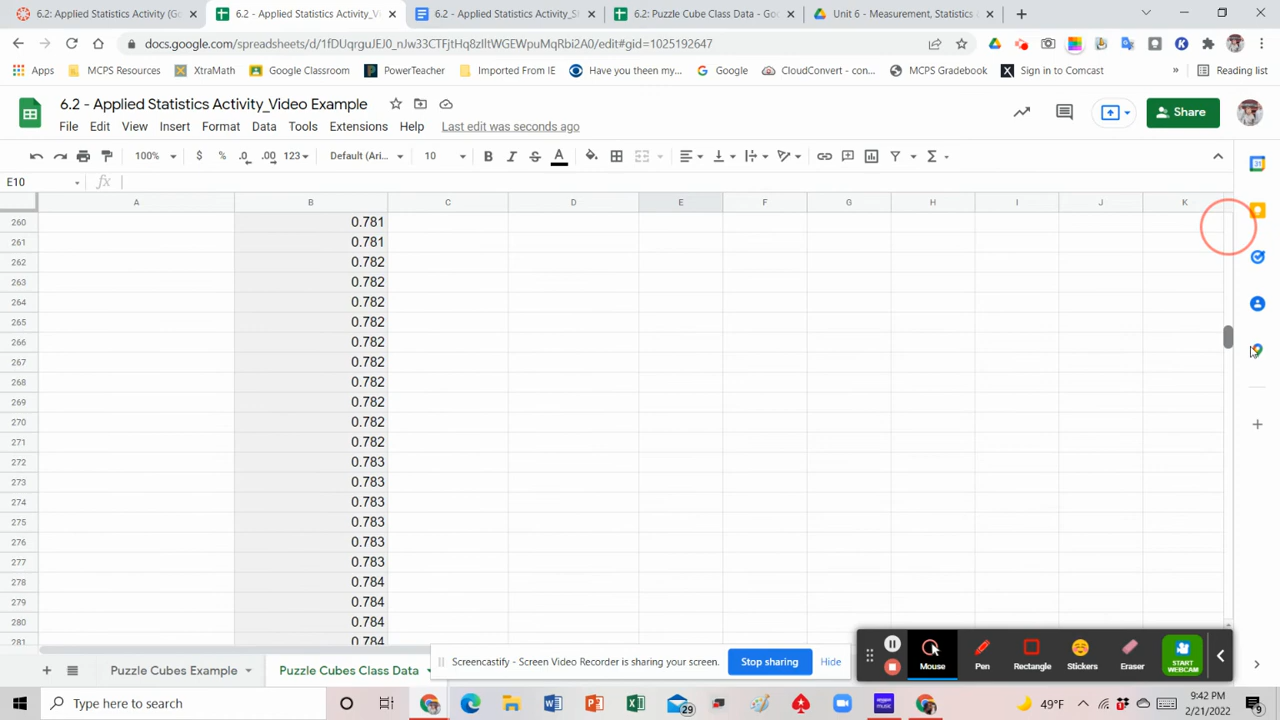 6.2: Applied Statistics Activity (Go
6.2 - Applied Statistics Activity_Vi
6.2 - Applied Statistics Activity_St
6.2: Puzzle Cube Class Data - Goo
Unit 6 - Measurement, Statistics
docs.google.com/spreadsheets/d/1fDUqrguJEJ0_nJw33CTFjtHq8zIltWGEWptMqRbi2A0/edit#gid=1025192647
Apps MCPS Resources XtraMath Google Classroom PowerTeacher Imported From IE Have you theen my... Google CloudConvert - con... MCPS Gradebook Sign in to Comcast » Reading list
6.2 - Applied Statistics Activity_Video Example
Share
File Edit View Insert Format Data Tools Extensions Help Last edit was seconds ago
100% $ % .0 .00 123 Default (Ari... 10 B I S A
E10 fx
A B C D E F G H I J K
260 0.781
261 0.781
262 0.782
263 0.782
264 0.782
265 0.782
266 0.782
267 0.782
268 0.782
269 0.782
270 0.782
271 0.782
272 0.783
273 0.783
274 0.783
275 0.783
276 0.783
277 0.783
278 0.784
279 0.784
280 0.784
281 0.784
Puzzle Cubes Example Puzzle Cubes Class Data
Screencastify - Screen Video Recorder is sharing your screen. Stop sharing Hide
Mouse Pen Rectangle Stickers Eraser START WEBCAM
Type here to search
29
49°F
9:42 PM
2/21/2022
9